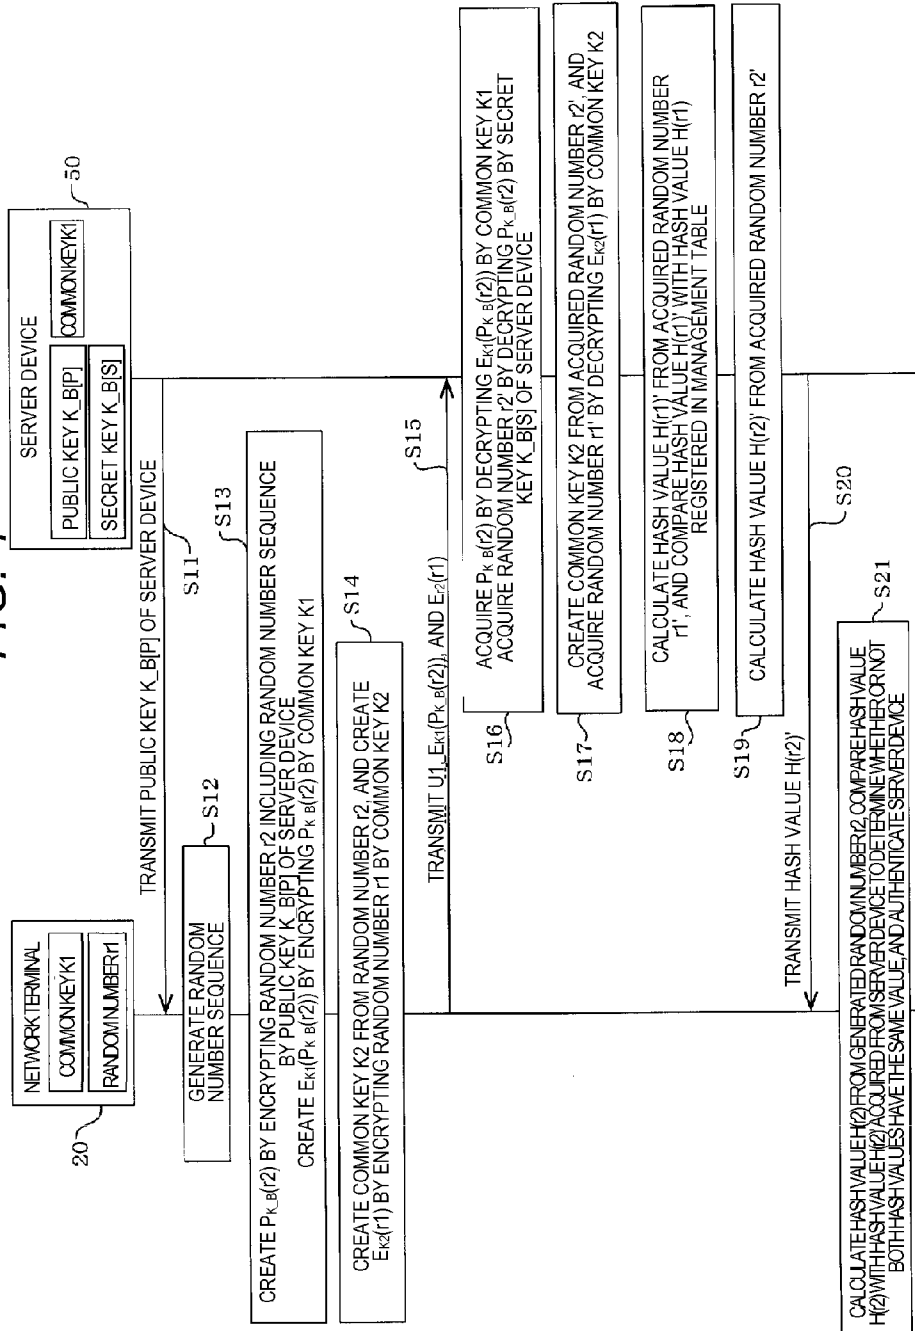 NETWORK TERMINAL
COMMON KEY K1
RANDOM NUMBER r1
20
SERVER DEVICE
PUBLIC KEY K_B[P]
COMMON KEY K1
SECRET KEY K_B[S]
50
TRANSMIT PUBLIC KEY K_B[P] OF SERVER DEVICE
S11
GENERATE RANDOM
NUMBER SEQUENCE
S12
CREATE PK_B(r2) BY ENCRYPTING RANDOM NUMBER r2 INCLUDING RANDOM NUMBER SEQUENCE
BY PUBLIC KEY K_B[P] OF SERVER DEVICE
CREATE EK1(PK_B(r2)) BY ENCRYPTING PK_B(r2) BY COMMON KEY K1
S13
CREATE COMMON KEY K2 FROM RANDOM NUMBER r2, AND CREATE
EK2(r1) BY ENCRYPTING RANDOM NUMBER r1 BY COMMON KEY K2
S14
TRANSMIT U1_EK1(PK_B(r2)), AND Er2(r1)
S15
ACQUIRE PK_B(r2) BY DECRYPTING EK1(PK_B(r2)) BY COMMON KEY K1
ACQUIRE RANDOM NUMBER r2' BY DECRYPTING PK_B(r2) BY SECRET
KEY K_B[S] OF SERVER DEVICE
S16
CREATE COMMON KEY K2 FROM ACQUIRED RANDOM NUMBER r2', AND
ACQUIRE RANDOM NUMBER r1' BY DECRYPTING EK2(r1) BY COMMON KEY K2
S17
CALCULATE HASH VALUE H(r1)' FROM ACQUIRED RANDOM NUMBER
r1', AND COMPARE HASH VALUE H(r1)' WITH HASH VALUE H(r1)
REGISTERED IN MANAGEMENT TABLE
S18
CALCULATE HASH VALUE H(r2)' FROM ACQUIRED RANDOM NUMBER r2'
S19
TRANSMIT HASH VALUE H(r2)'
S20
CALCULATE HASH VALUE H(r2) FROM GENERATED RANDOM NUMBER r2, COMPARE HASH VALUE
H(r2) WITH HASH VALUE H(r2)' ACQUIRED FROM SERVER DEVICE TO DETERMINE WHETHER OR NOT
BOTH HASH VALUES HAVE THE SAME VALUE, AND AUTHENTICATE SERVER DEVICE
S21